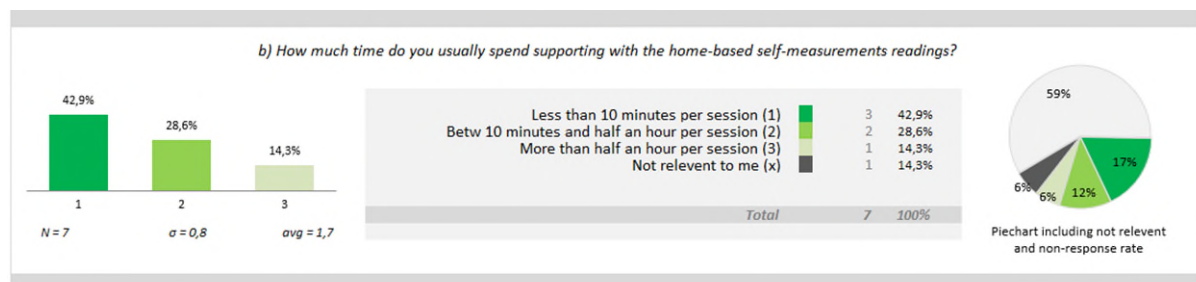 b) How much time do you usually spend supporting with the home-based self-measurements readings?
42,9%
28,6%
14,3%
1
2
3
N = 7
σ = 0,8
avg = 1,7
Less than 10 minutes per session (1) 3 42,9%
Betw 10 minutes and half an hour per session (2) 2 28,6%
More than half an hour per session (3) 1 14,3%
Not relevent to me (x) 1 14,3%
Total 7 100%
59%
17%
12%
6%
6%
Piechart including not relevent
and non-response rate